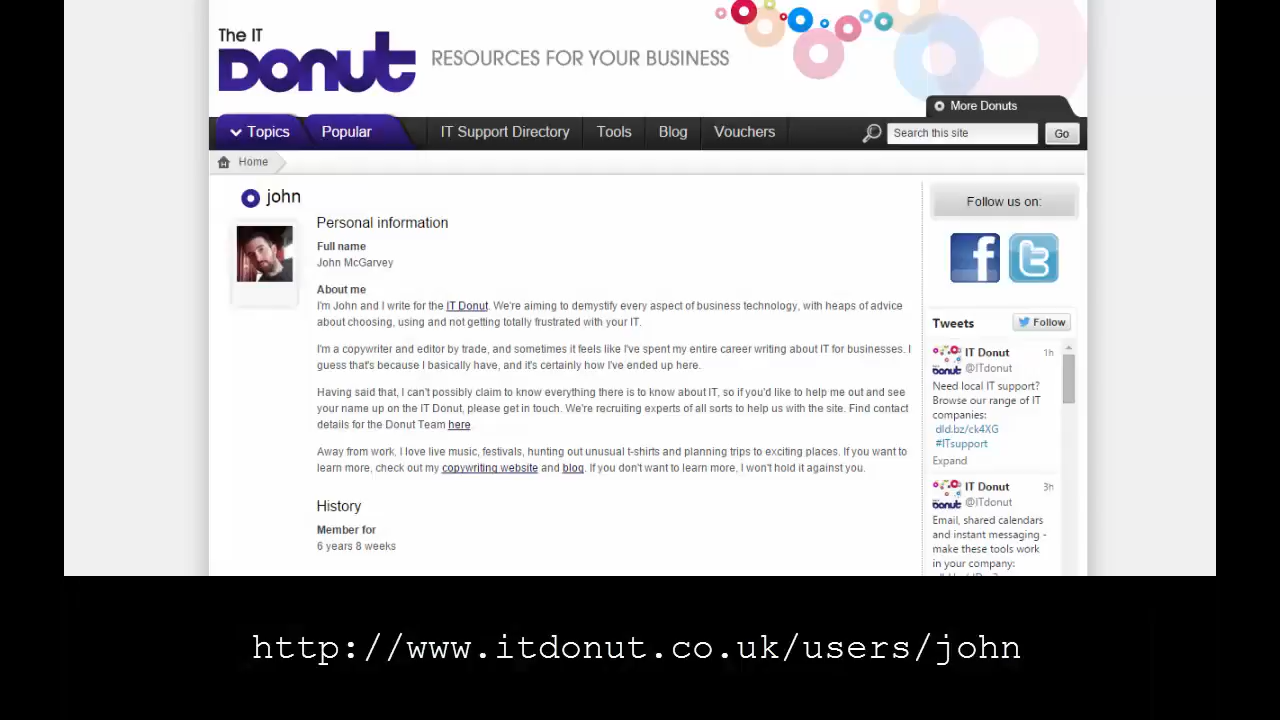 The IT
Donut
RESOURCES FOR YOUR BUSINESS
More Donuts
Topics Popular IT Support Directory Tools Blog Vouchers Search this site Go
Home
john
Personal information
Full name
John McGarvey
About me
I'm John and I write for the IT Donut. We're aiming to demystify every aspect of business technology, with heaps of advice
about choosing, using and not getting totally frustrated with your IT.
I'm a copywriter and editor by trade, and sometimes it feels like I've spent my entire career writing about IT for businesses. I
guess that's because I basically have, and it's certainly how I've ended up here.
Having said that, I can't possibly claim to know everything there is to know about IT, so if you'd like to help me out and see
your name up on the IT Donut, please get in touch. We're recruiting experts of all sorts to help us with the site. Find contact
details for the Donut Team here.
Away from work, I love live music, festivals, hunting out unusual t-shirts and planning trips to exciting places. If you want to
learn more, check out my copywriting website and blog. If you don't want to learn more, I won't hold it against you.
History
Member for
6 years 8 weeks
Follow us on:
Tweets Follow
IT Donut 1h
@ITdonut
Need local IT support?
Browse our range of IT
companies:
dld.bz/ck4XG
#ITsupport
Expand
IT Donut 3h
@ITdonut
Email, shared calendars
and instant messaging -
make these tools work
in your company:
http://www.itdonut.co.uk/users/john